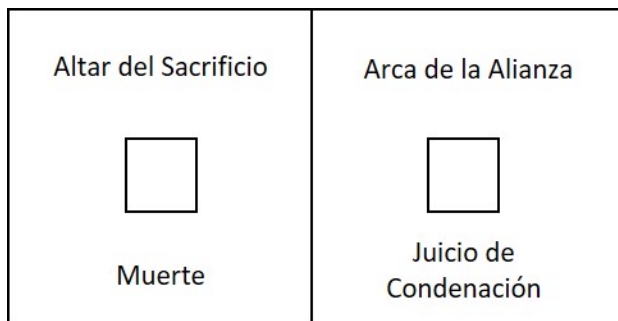 Altar del Sacrificio
Muerte
Arca de la Alianza
Juicio de
Condenación